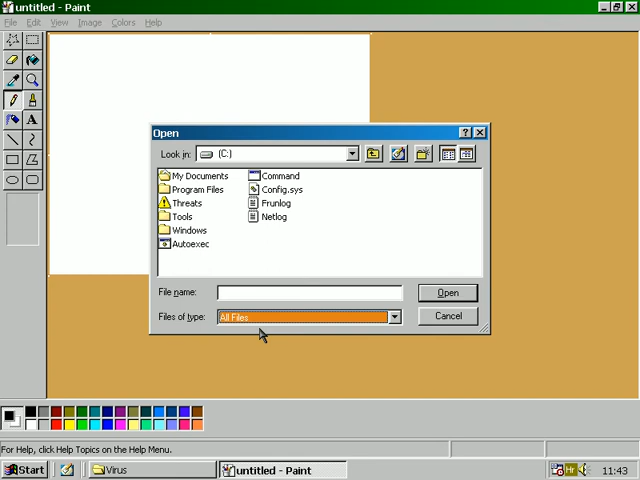 untitled - Paint
File Edit View Image Colors Help
Open
Look in: (C:)
My Documents
Program Files
Threats
Tools
Windows
Autoexec
Command
Config.sys
Frunlog
Netlog
File name:
Open
Files of type: All Files
Cancel
For Help, click Help Topics on the Help Menu.
Start Virus untitled - Paint Hr 11:43